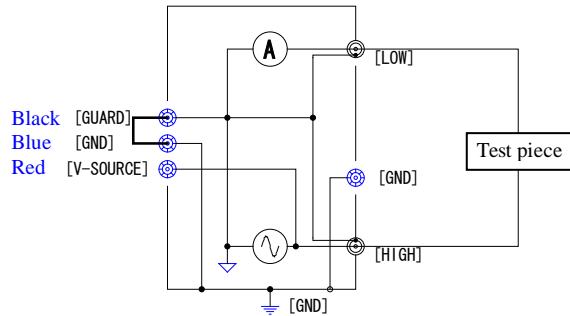 A
[LOW]
Black [GUARD]
Blue [GND]
Red [V-SOURCE]
Test piece
[GND]
[HIGH]
[GND]